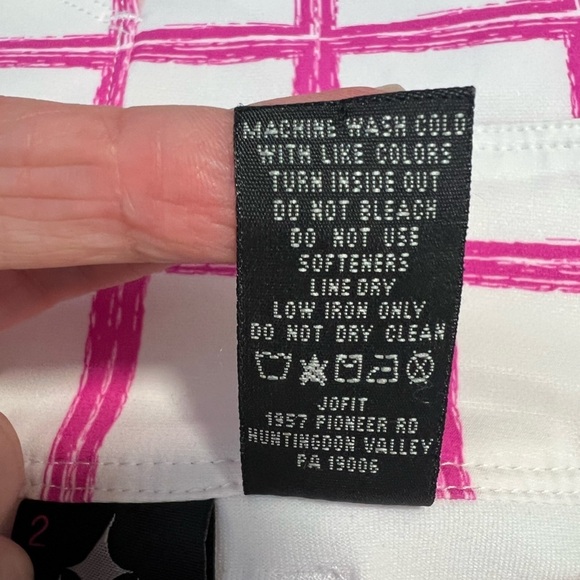 MACHINE WASH COLD
WITH LIKE COLORS
TURN INSIDE OUT
DO NOT BLEACH
DO NOT USE
SOFTENERS
LINE DRY
LOW IRON ONLY
DO NOT DRY CLEAN
JOFIT
1957 PIONEER RD
HUNTINGDON VALLEY
PA 19006
2